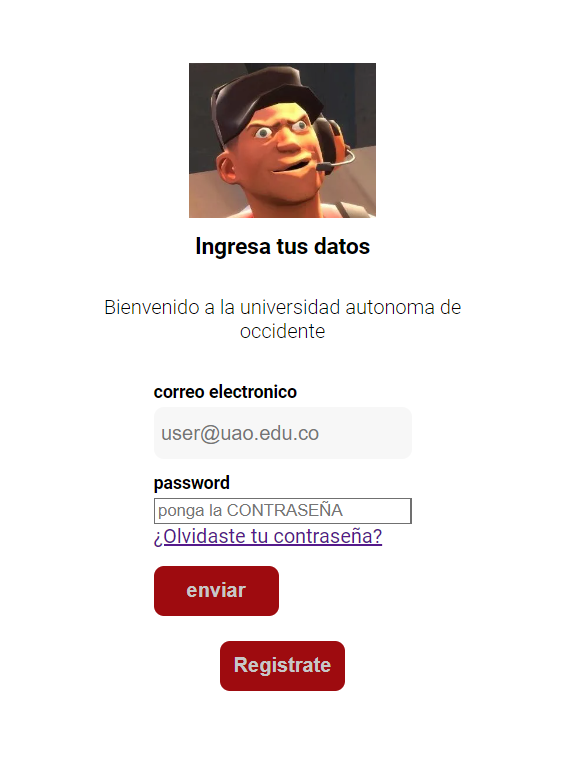 Ingresa tus datos
Bienvenido a la universidad autonoma de
occidente
correo electronico
user@uao.edu.co
password
ponga la CONTRASEÑA
¿Olvidaste tu contraseña?
enviar
Registrate